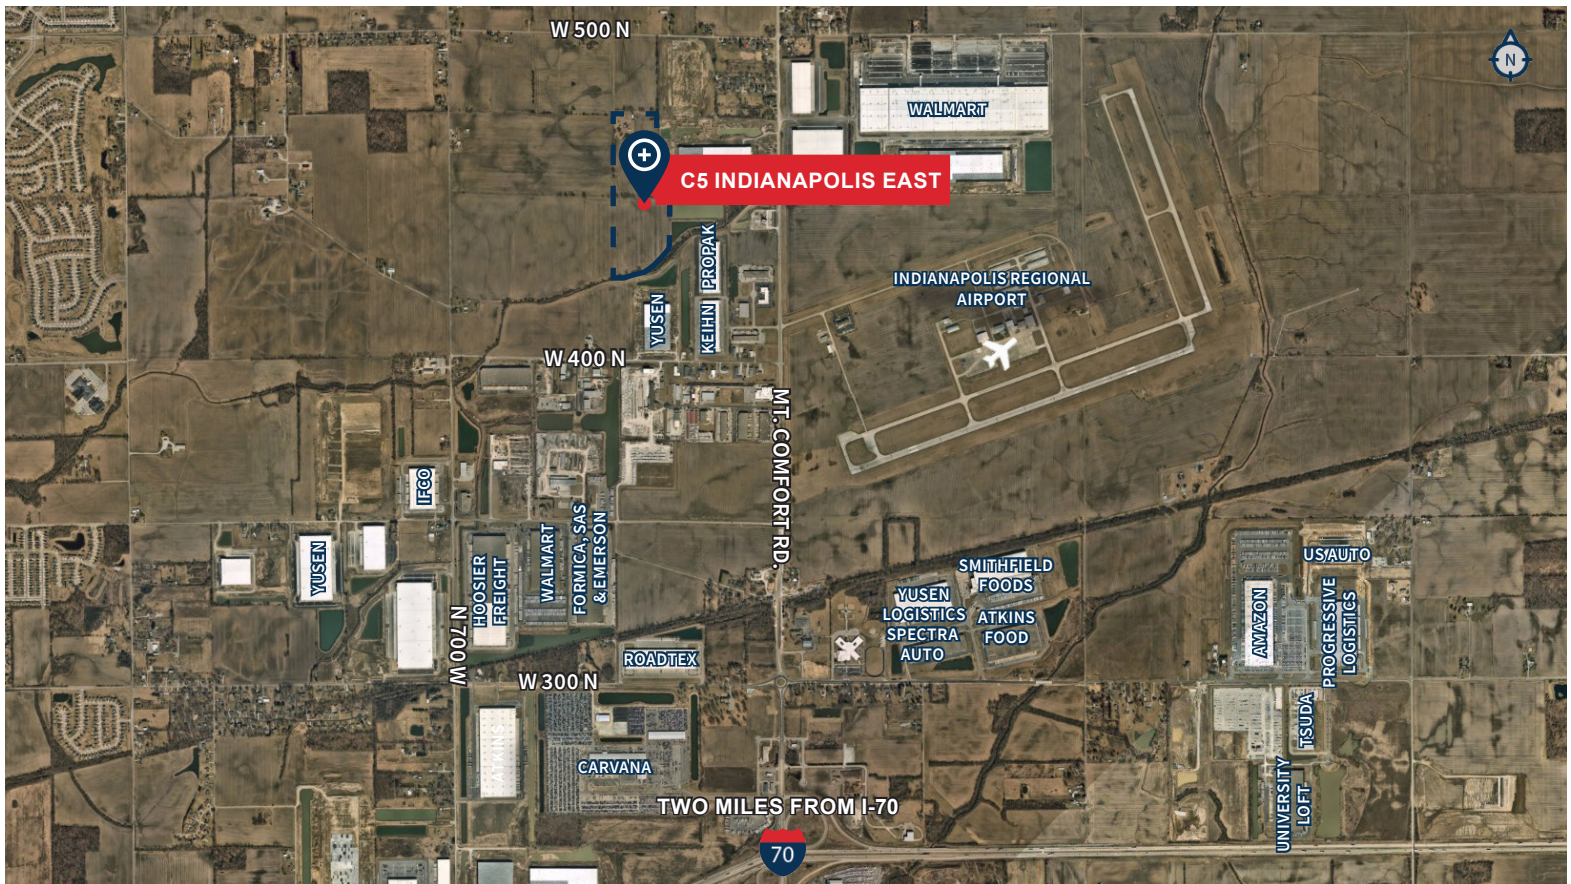 W 500 N
N
WALMART
C5 INDIANAPOLIS EAST
PROPAK
INDIANAPOLIS REGIONAL
AIRPORT
YUSEN
KEIHN
W 400 N
MT. COMFORT RD.
IFCO
YUSEN
HOOSIER
FREIGHT
WALMART
FORMICA, SAS
& EMERSON
SMITHFIELD
FOODS
YUSEN
LOGISTICS
SPECTRA
AUTO
ATKINS
FOOD
US AUTO
AMAZON
PROGRESSIVE
LOGISTICS
N 700 W
ROADTEX
W 300 N
ATKINS
CARVANA
TSUDA
UNIVERSITY
LOFT
TWO MILES FROM I-70
70